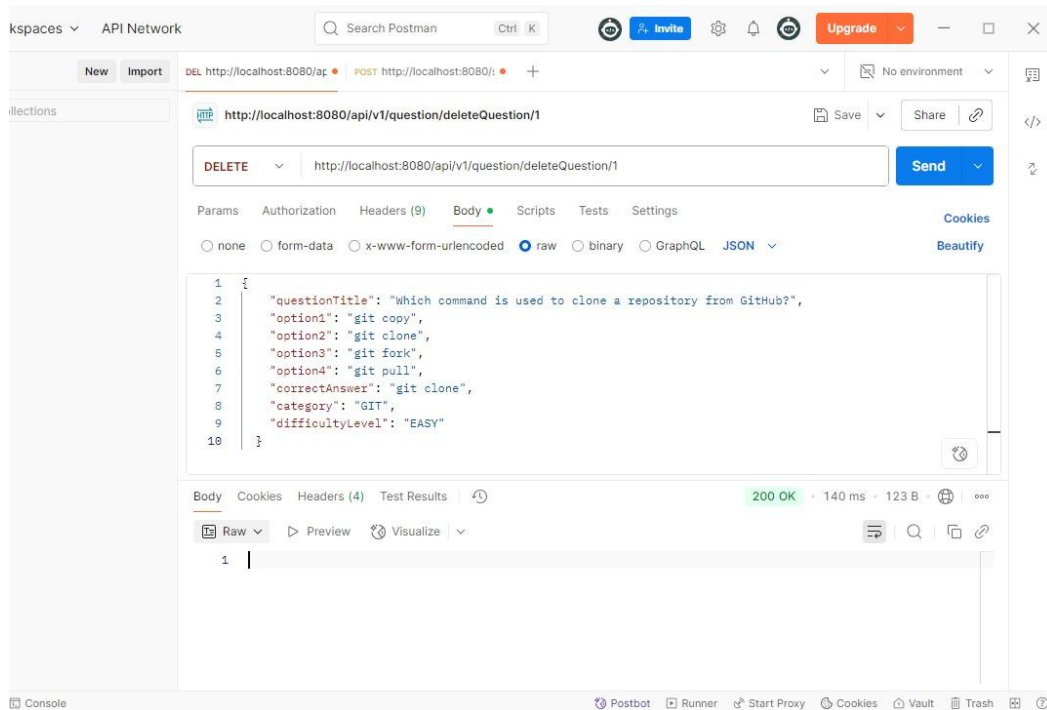 kspaces API Network Search Postman Ctrl K Invite Upgrade
New Import DEL http://localhost:8080/ap POST http://localhost:8080/: + No environment
llections HTTP http://localhost:8080/api/v1/question/deleteQuestion/1 Save Share
DELETE http://localhost:8080/api/v1/question/deleteQuestion/1 Send
Params Authorization Headers (9) Body Scripts Tests Settings Cookies
none form-data x-www-form-urlencoded raw binary GraphQL JSON Beautify
1 {
2 "questionTitle": "Which command is used to clone a repository from GitHub?",
3 "option1": "git copy",
4 "option2": "git clone",
5 "option3": "git fork",
6 "option4": "git pull",
7 "correctAnswer": "git clone",
8 "category": "GIT",
9 "difficultyLevel": "EASY"
10 }
Body Cookies Headers (4) Test Results 200 OK 140 ms 123 B
Raw Preview Visualize
1
Console Postbot Runner Start Proxy Cookies Vault Trash